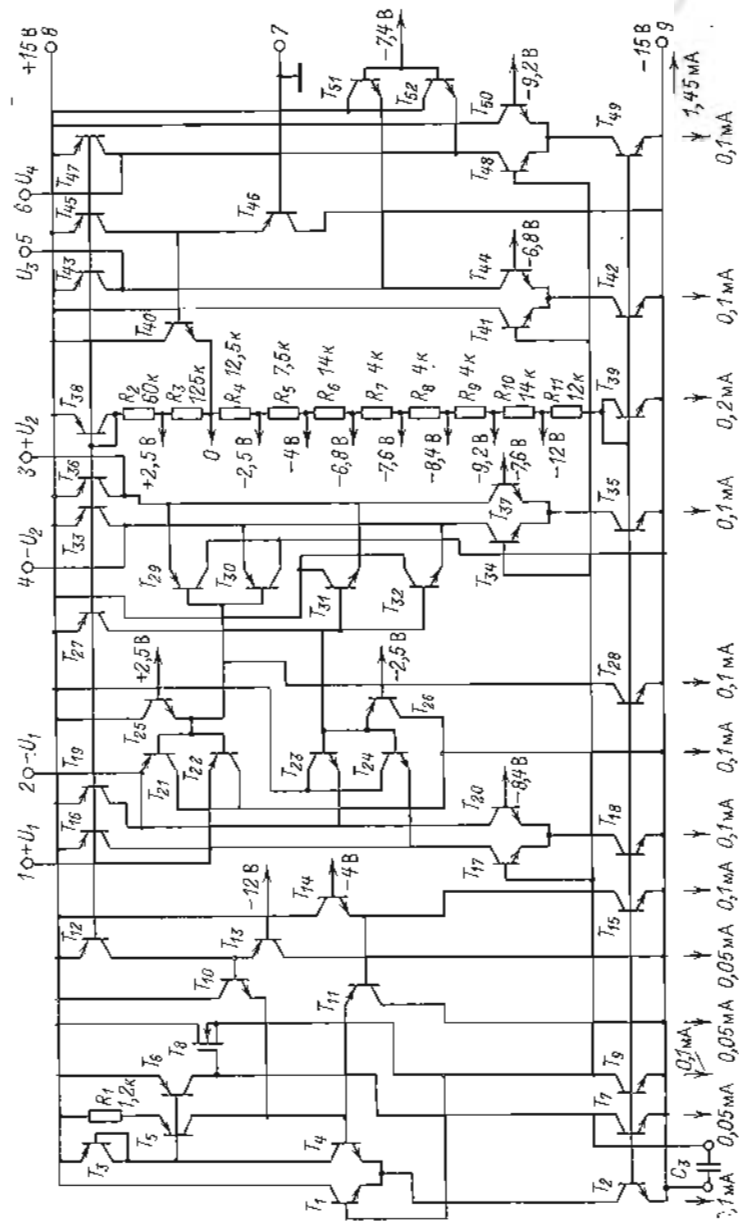 +15 В
8
7
−15 В
9
1,45 мА
6 U4
U3 5
3 +U2
4 −U2
2 −U1
1 +U1
T51
−7,4 В
T52
T50
−9,2 В
T47
T48
T49
0,1 мА
T45
T46
T43
T44
−6,8 В
T40
T41
T42
0,1 мА
T38
R2
60к
+2,5 В
R3
125к
0
R4
12,5к
−2,5 В
R5
7,5к
−4 В
R6
14к
−6,8 В
R7
4к
−7,6 В
R8
4к
−8,4 В
R9
4к
−9,2 В
R10
14к
−12 В
R11
12к
T39
0,2 мА
T36
T33
T37
−7,6 В
T34
T35
0,1 мА
T29
T30
T31
T32
T27
T28
0,1 мА
T25
+2,5 В
T26
−2,5 В
T19
T21
T22
T23
T24
0,1 мА
T16
T20
−8,4 В
T17
T18
0,1 мА
T14
−4 В
T15
0,1 мА
T12
T13
−12 В
0,05 мА
T10
T11
T8
0,05 мА
T6
T9
0,1 мА
R1
1,2к
T5
T7
0,05 мА
T3
T4
T1
T2
C3
0,1 мА